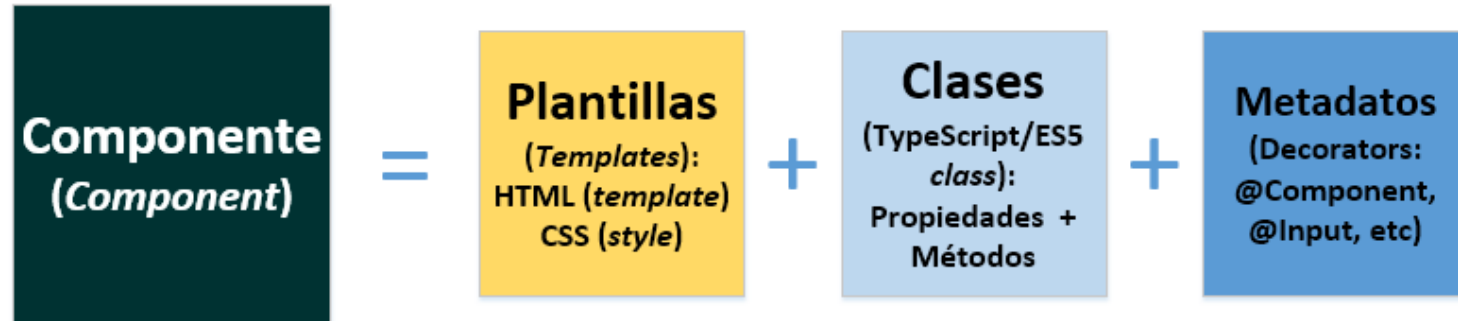 Componente
(Component)
=
Plantillas
(Templates):
HTML (template)
CSS (style)
+
Clases
(TypeScript/ES5
class):
Propiedades +
Métodos
+
Metadatos
(Decorators:
@Component,
@Input, etc)